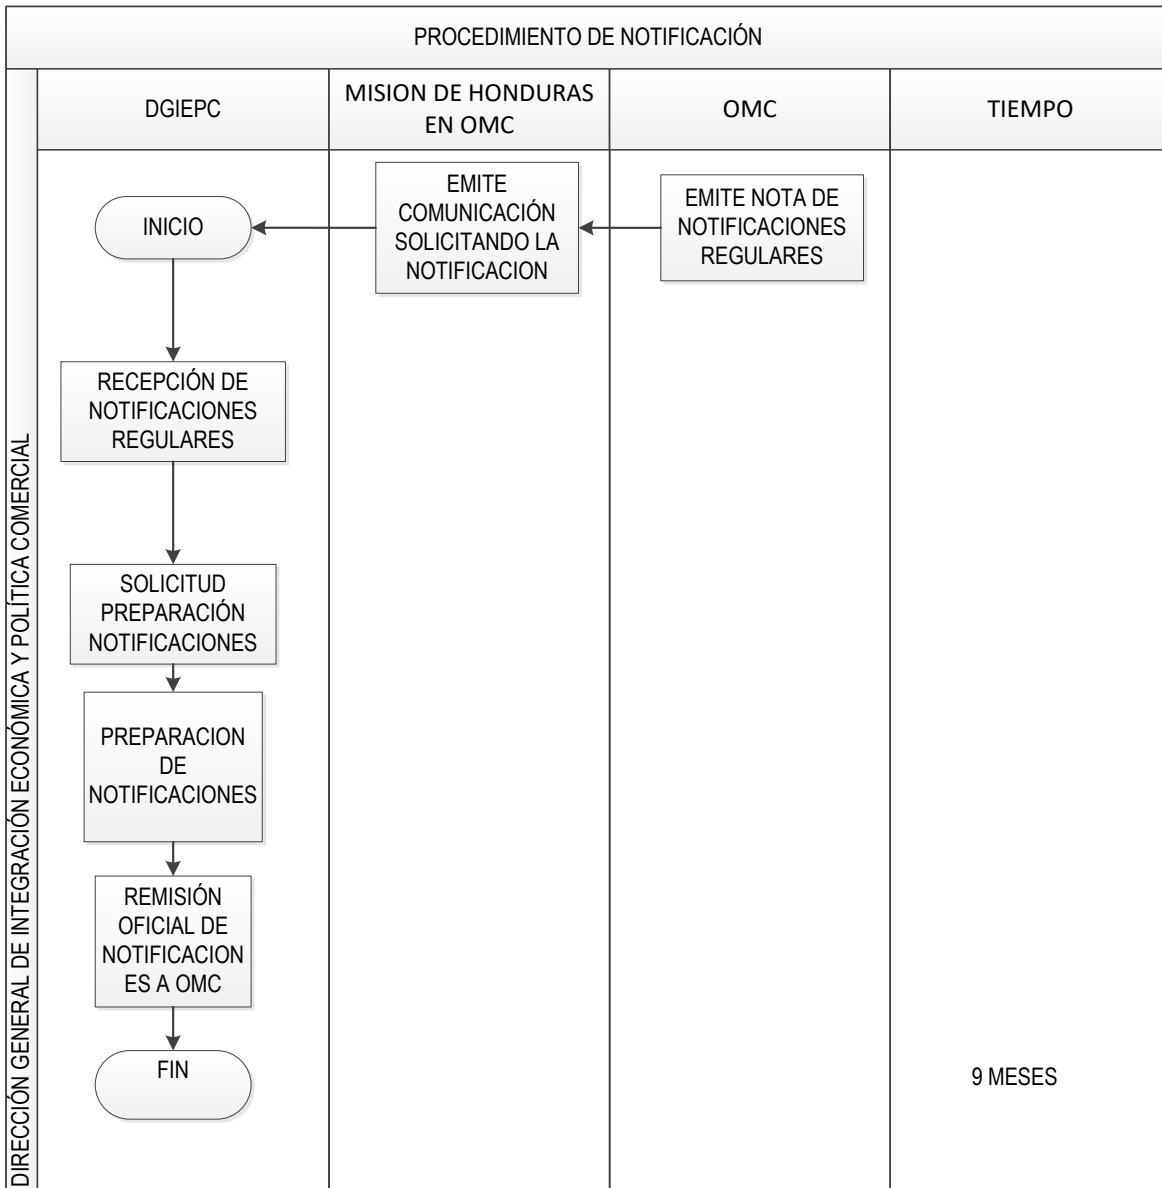 PROCEDIMIENTO DE NOTIFICACIÓN
DIRECCIÓN GENERAL DE INTEGRACIÓN ECONÓMICA Y POLÍTICA COMERCIAL
DGIEPC
MISION DE HONDURAS
EN OMC
OMC
TIEMPO
INICIO
EMITE
COMUNICACIÓN
SOLICITANDO LA
NOTIFICACION
EMITE NOTA DE
NOTIFICACIONES
REGULARES
RECEPCIÓN DE
NOTIFICACIONES
REGULARES
SOLICITUD
PREPARACIÓN
NOTIFICACIONES
PREPARACION
DE
NOTIFICACIONES
REMISIÓN
OFICIAL DE
NOTIFICACION
ES A OMC
FIN
9 MESES